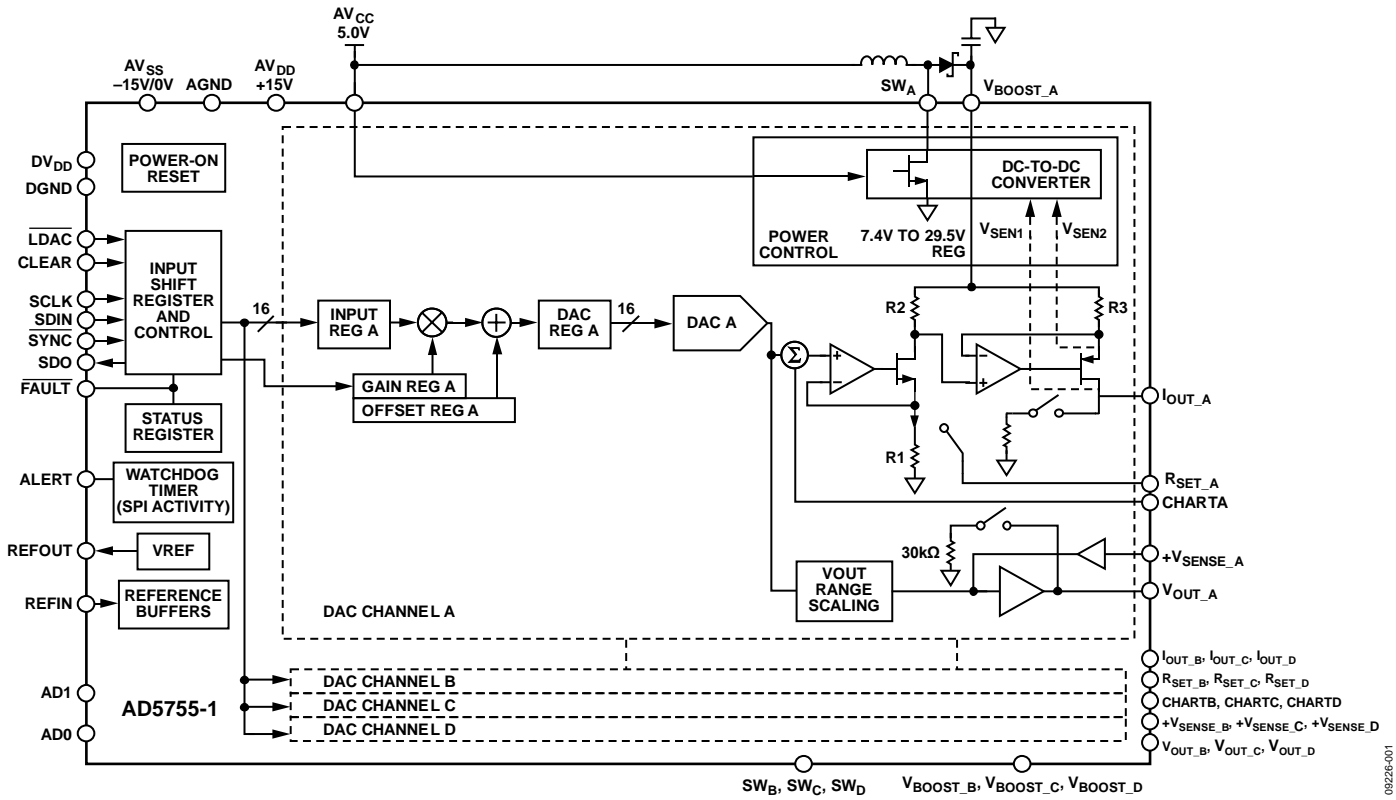 AVCC
5.0V
AVSS
–15V/0V
AGND
AVDD
+15V
SWA
VBOOST_A
DVDD
DGND
POWER-ON
RESET
DC-TO-DC
CONVERTER
POWER
CONTROL
7.4V TO 29.5V
REG
VSEN1
VSEN2
LDAC
CLEAR
SCLK
SDIN
SYNC
SDO
FAULT
INPUT
SHIFT
REGISTER
AND
CONTROL
16
INPUT
REG A
DAC
REG A
16
DAC A
Σ
R2
R3
GAIN REG A
OFFSET REG A
STATUS
REGISTER
R1
IOUT_A
RSET_A
CHARTA
ALERT
WATCHDOG
TIMER
(SPI ACTIVITY)
REFOUT
VREF
30kΩ
+VSENSE_A
REFIN
REFERENCE
BUFFERS
VOUT
RANGE
SCALING
VOUT_A
DAC CHANNEL A
IOUT_B, IOUT_C, IOUT_D
RSET_B, RSET_C, RSET_D
CHARTB, CHARTC, CHARTD
+VSENSE_B, +VSENSE_C, +VSENSE_D
VOUT_B, VOUT_C, VOUT_D
DAC CHANNEL B
DAC CHANNEL C
DAC CHANNEL D
AD1
AD0
AD5755-1
SWB, SWC, SWD
VBOOST_B, VBOOST_C, VBOOST_D
09226-001